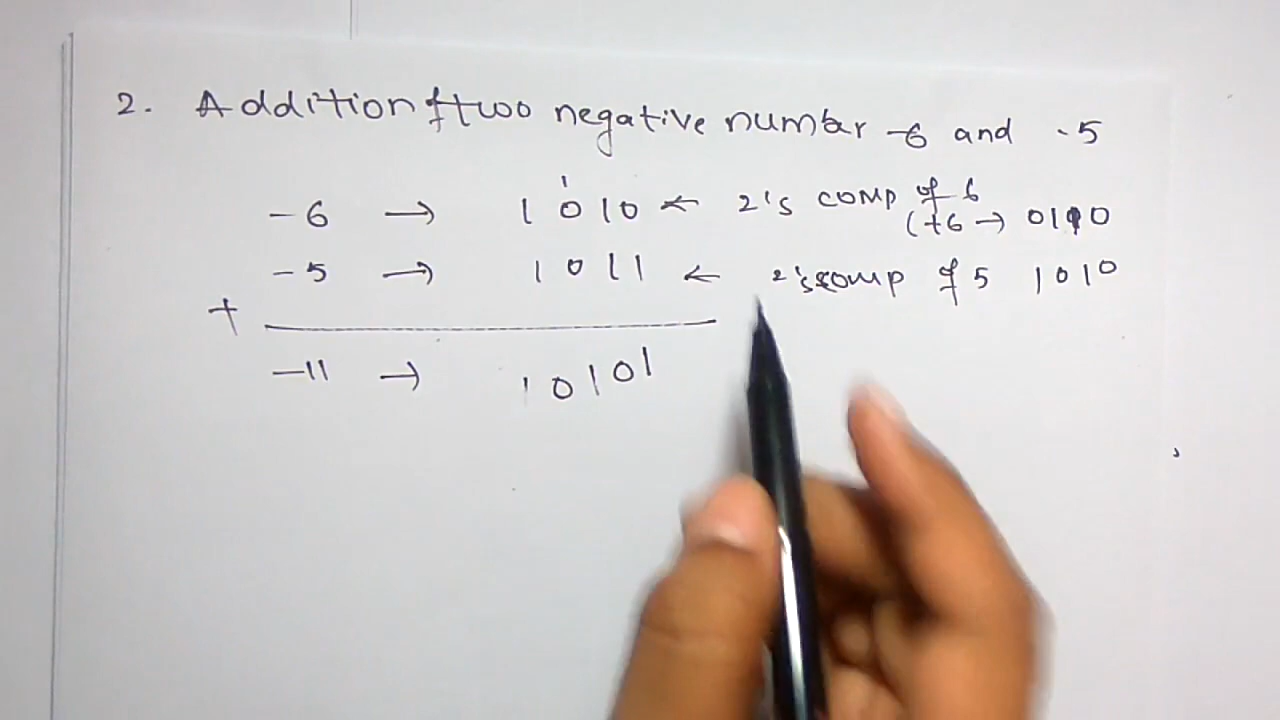 2. Addition of two negative number -6 and -5
1
-6 → 1010 ← 2's comp of 6
(+6 → 0110
-5 → 1011 ← 2's comp of 5 1010
+
-11 → 10101